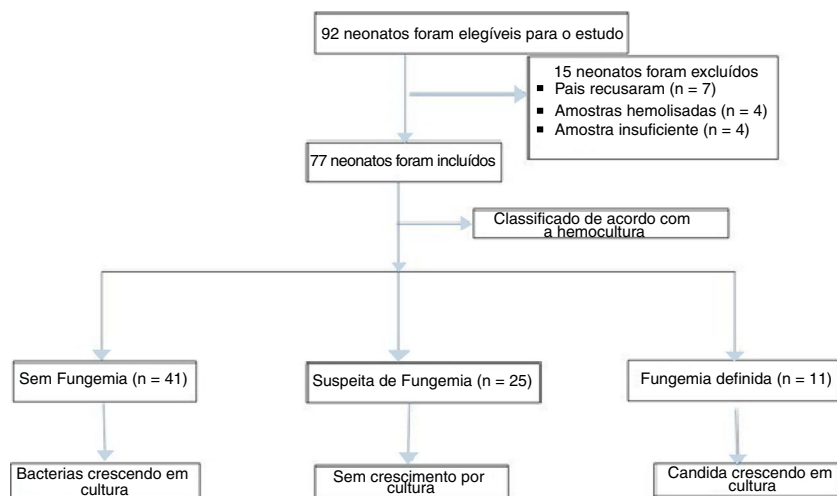 92 neonatos foram elegíveis para o estudo
15 neonatos foram excluídos
▪ Pais recusaram (n = 7)
▪ Amostras hemolisadas (n = 4)
▪ Amostra insuficiente (n = 4)
77 neonatos foram incluídos
Classificado de acordo com
a hemocultura
Sem Fungemia (n = 41)
Suspeita de Fungemia (n = 25)
Fungemia definida (n = 11)
Bacterias crescendo em
cultura
Sem crescimento por
cultura
Candida crescendo em
cultura